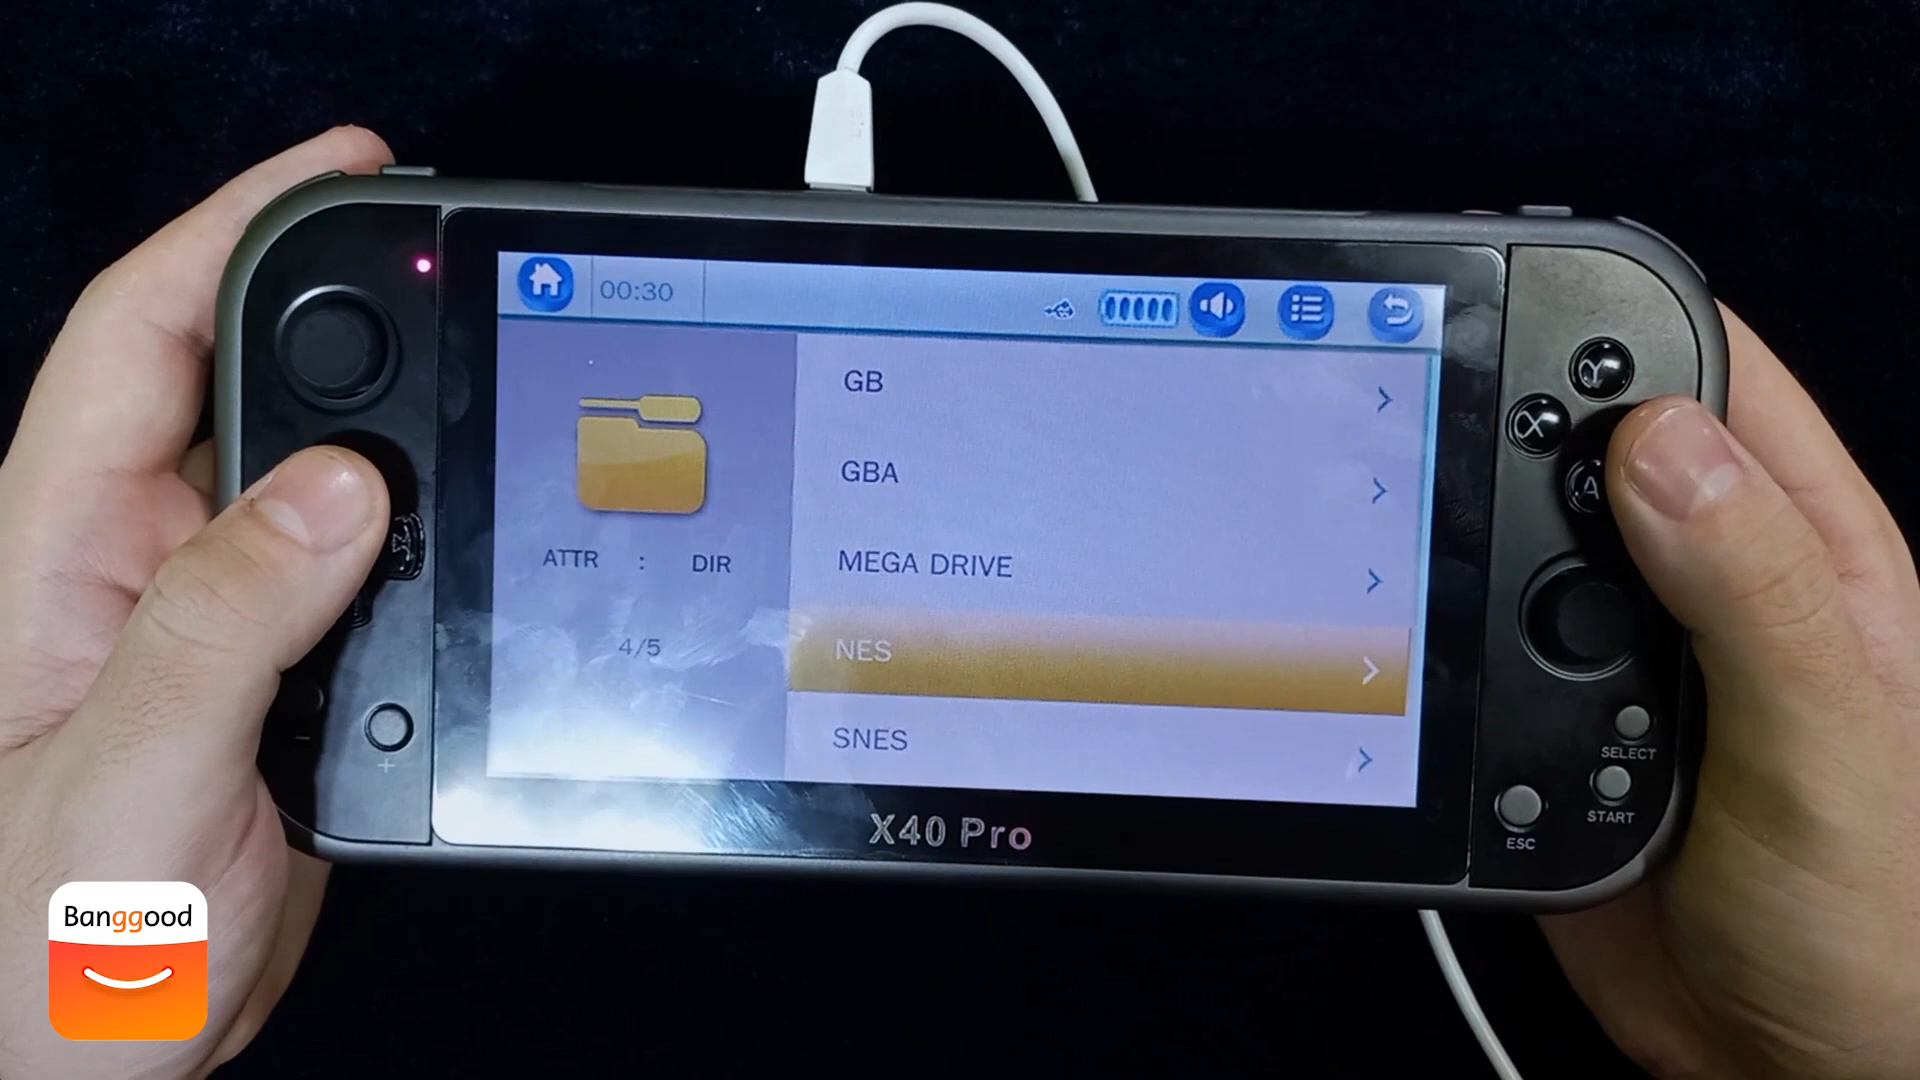 00:30
GB
GBA
MEGA DRIVE
NES
SNES
ATTR : DIR
4/5
X40 Pro
Y
X
A
+
-
SELECT
START
ESC
Banggood